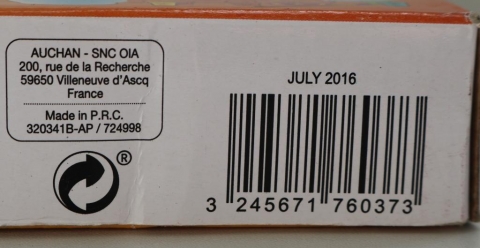 AUCHAN - SNC OIA
200, rue de la Recherche
59650 Villeneuve d'Ascq
France
Made in P.R.C.
320341B-AP / 724998
®
JULY 2016
3 245671 760373